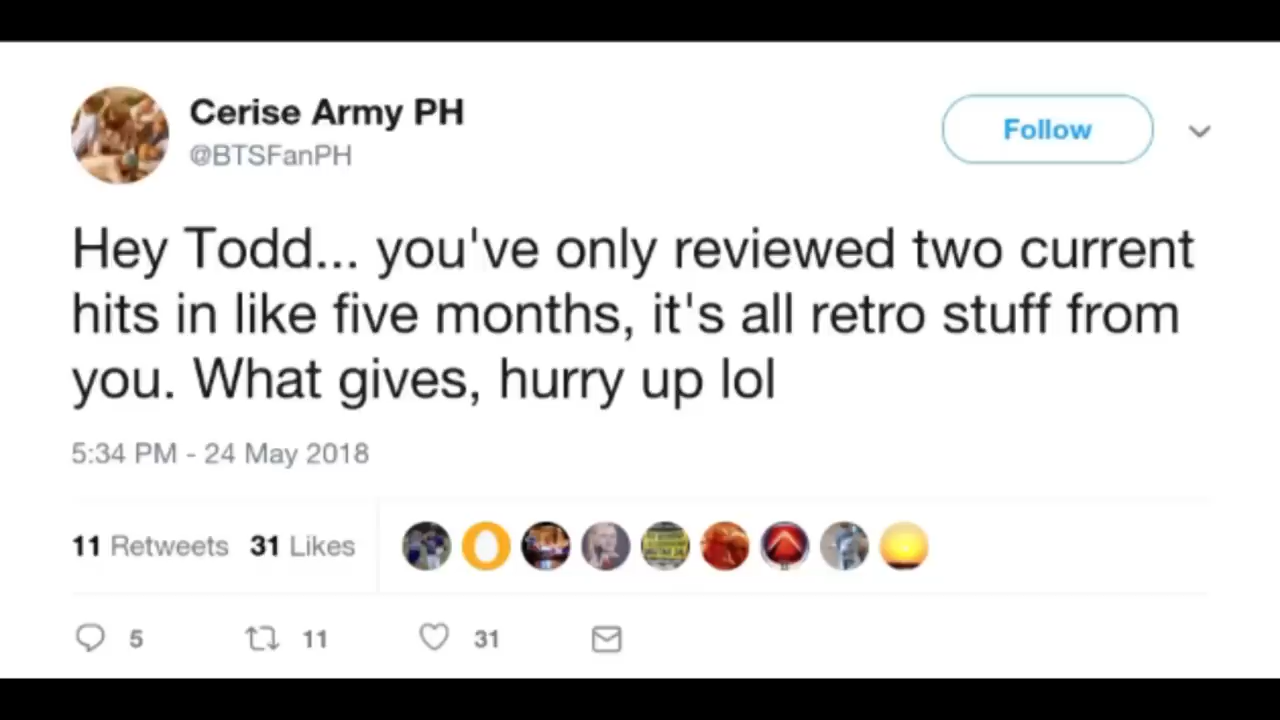 Cerise Army PH
@BTSFanPH
Follow
Hey Todd... you've only reviewed two current
hits in like five months, it's all retro stuff from
you. What gives, hurry up lol
5:34 PM - 24 May 2018
11 Retweets 31 Likes
5 11 31